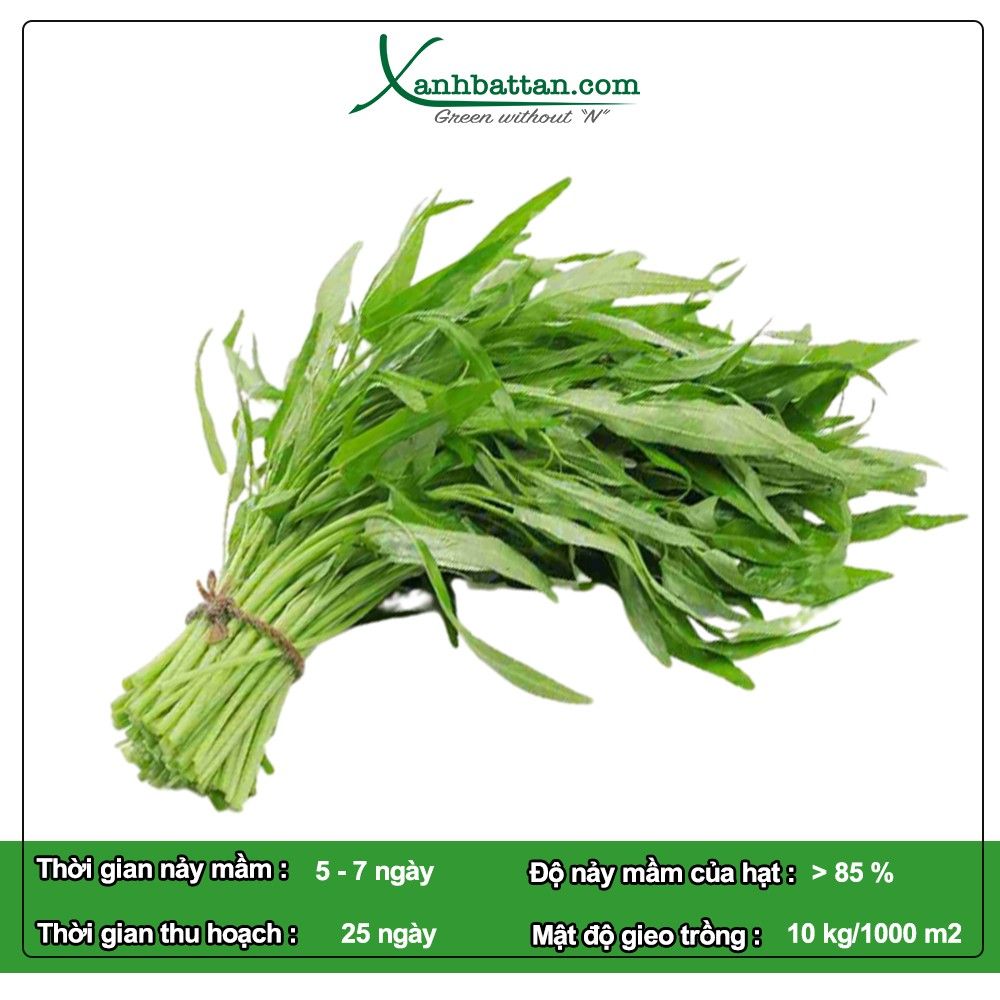 Xanhbattan.com
Green without "N"
Thời gian nảy mầm : 5 - 7 ngày
Độ nảy mầm của hạt : > 85 %
Thời gian thu hoạch : 25 ngày
Mật độ gieo trồng : 10 kg/1000 m2